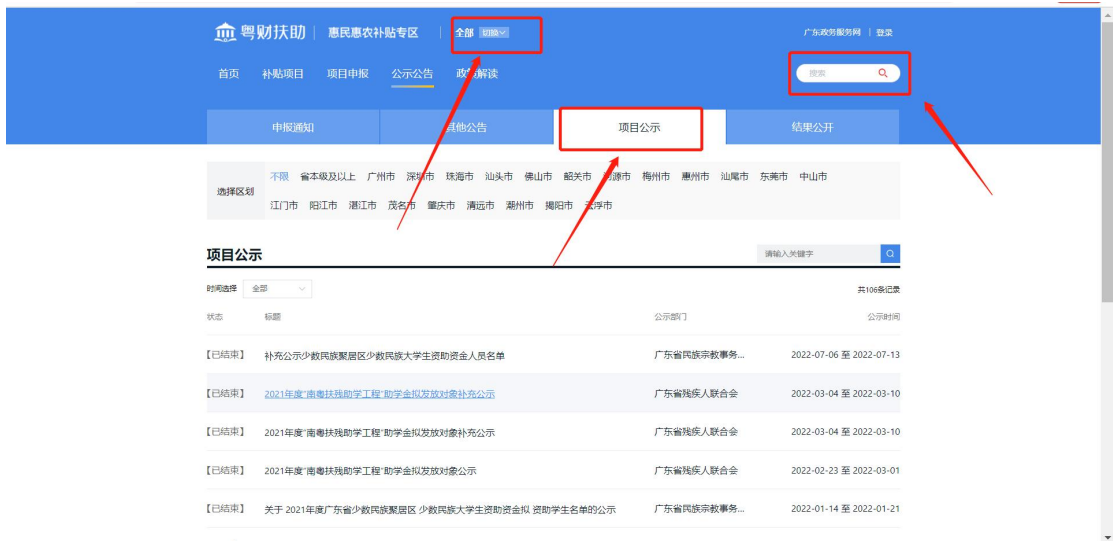 粤财扶助 惠民惠农补贴专区 全部 切换 广东政务服务网 登录
首页 补贴项目 项目申报 公示公告 政策解读 搜索
申报通知 其他公告 项目公示 结果公开
选择区划
不限 省本级及以上 广州市 深圳市 珠海市 汕头市 佛山市 韶关市 河源市 梅州市 惠州市 汕尾市 东莞市 中山市
江门市 阳江市 湛江市 茂名市 肇庆市 清远市 潮州市 揭阳市 云浮市
项目公示 请输入关键字
时间选择 全部 共106条记录
状态 标题 公示部门 公示时间
【已结束】 补充公示少数民族聚居区少数民族大学生资助资金人员名单 广东省民族宗教事务... 2022-07-06 至 2022-07-13
【已结束】 2021年度"南粤扶残助学工程"助学金拟发放对象补充公示 广东省残疾人联合会 2022-03-04 至 2022-03-10
【已结束】 2021年度"南粤扶残助学工程"助学金拟发放对象补充公示 广东省残疾人联合会 2022-03-04 至 2022-03-10
【已结束】 2021年度"南粤扶残助学工程"助学金拟发放对象公示 广东省残疾人联合会 2022-02-23 至 2022-03-01
【已结束】 关于 2021年度广东省少数民族聚居区 少数民族大学生资助资金拟 资助学生名单的公示 广东省民族宗教事务... 2022-01-14 至 2022-01-21